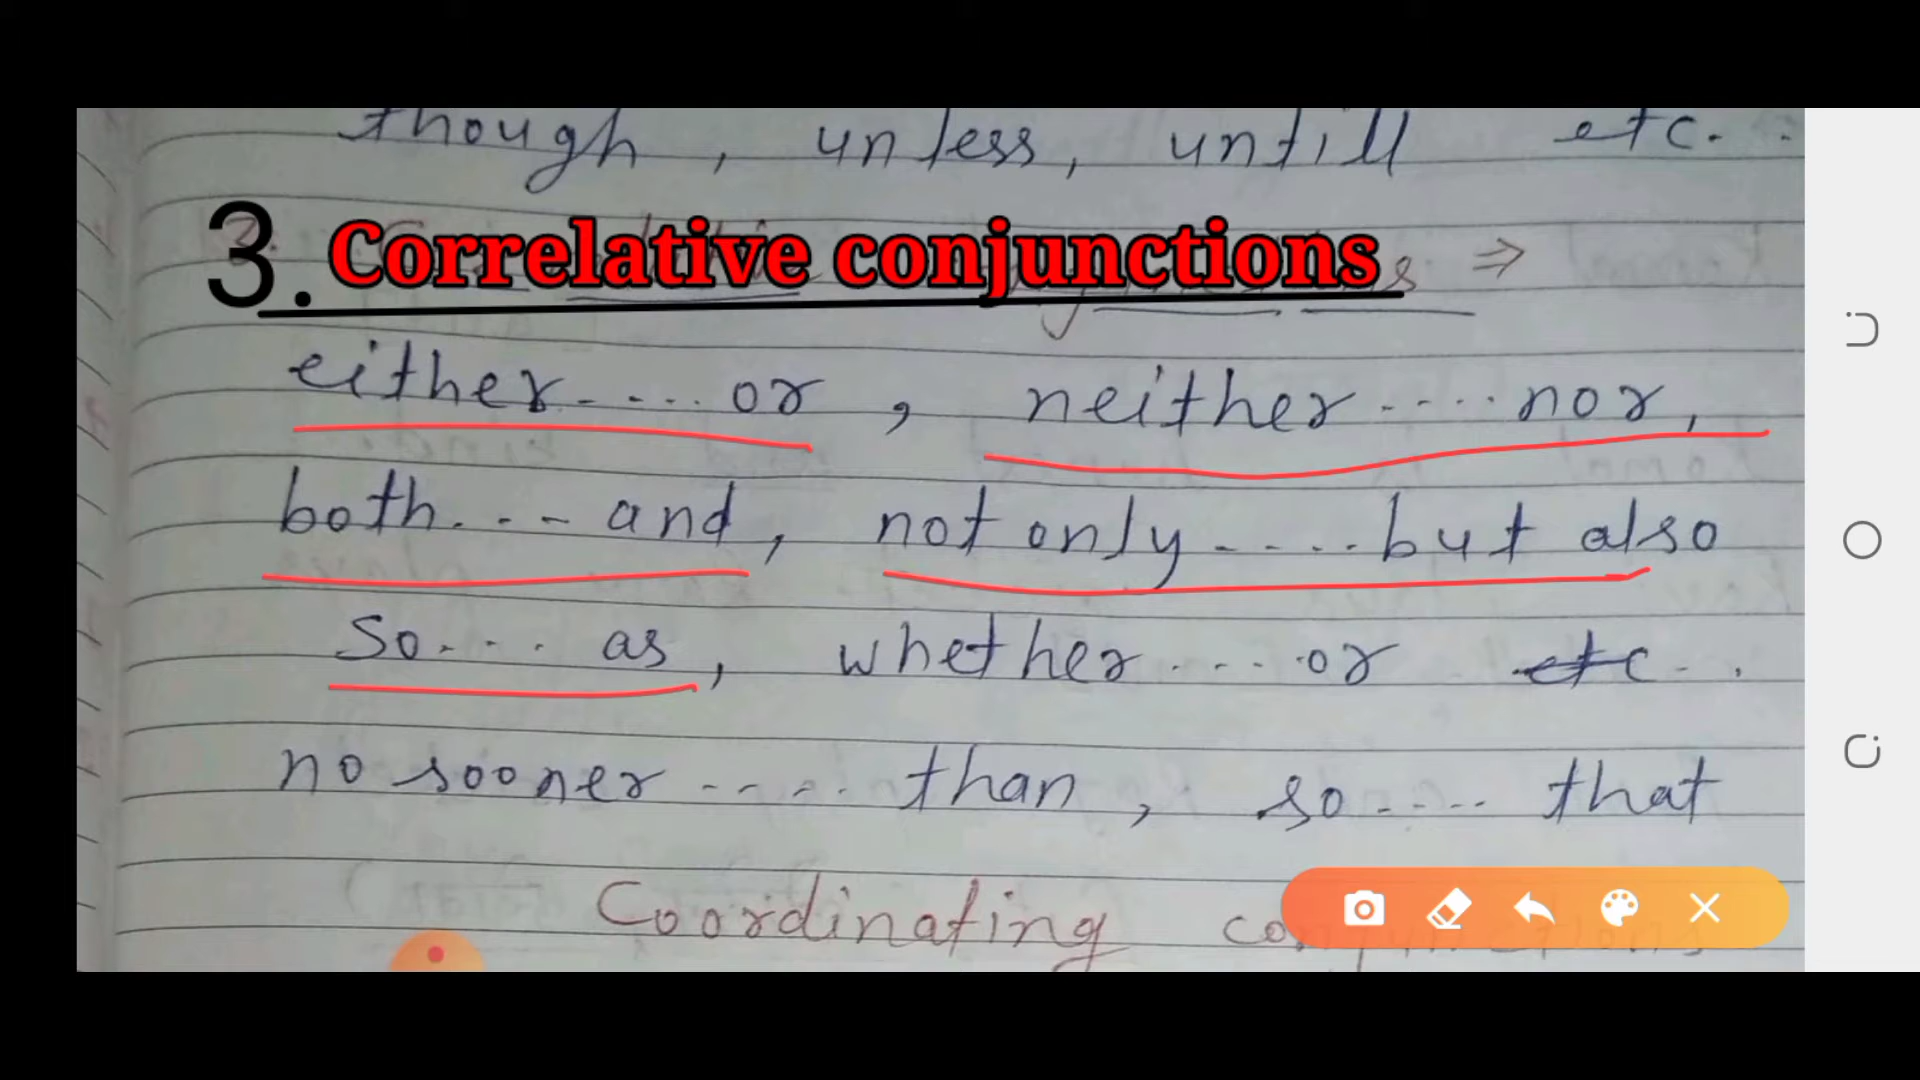 though, unless, untill etc.
3. Correlative conjunctions ⇒
either....or, neither....nor,
both...and, not only....but also
so... as, whether....or etc..
no sooner.....than, so.... that
Coordinating conjunctions